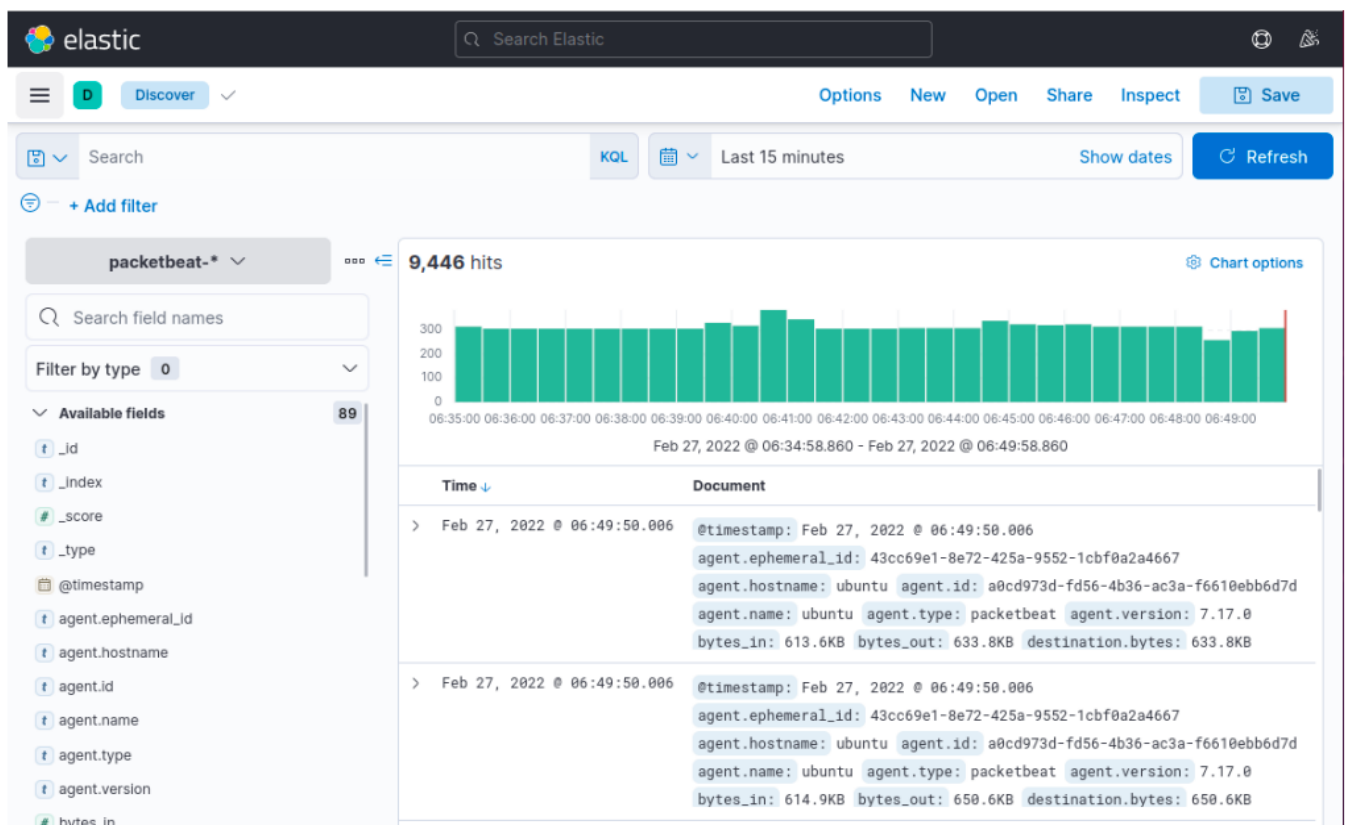 elastic
Search Elastic
D Discover Options New Open Share Inspect Save
Search KQL Last 15 minutes Show dates Refresh
+ Add filter
packetbeat-*
Search field names
Filter by type 0
Available fields 89
t _id
t _index
# _score
t _type
@timestamp
t agent.ephemeral_id
t agent.hostname
t agent.id
t agent.name
t agent.type
t agent.version
# bytes_in
9,446 hits Chart options
300
200
100
0
06:35:00 06:36:00 06:37:00 06:38:00 06:39:00 06:40:00 06:41:00 06:42:00 06:43:00 06:44:00 06:45:00 06:46:00 06:47:00 06:48:00 06:49:00
Feb 27, 2022 @ 06:34:58.860 - Feb 27, 2022 @ 06:49:58.860
Time Document
Feb 27, 2022 @ 06:49:50.006 @timestamp: Feb 27, 2022 @ 06:49:50.006
agent.ephemeral_id: 43cc69e1-8e72-425a-9552-1cbf0a2a4667
agent.hostname: ubuntu agent.id: a0cd973d-fd56-4b36-ac3a-f6610ebb6d7d
agent.name: ubuntu agent.type: packetbeat agent.version: 7.17.0
bytes_in: 613.6KB bytes_out: 633.8KB destination.bytes: 633.8KB
Feb 27, 2022 @ 06:49:50.006 @timestamp: Feb 27, 2022 @ 06:49:50.006
agent.ephemeral_id: 43cc69e1-8e72-425a-9552-1cbf0a2a4667
agent.hostname: ubuntu agent.id: a0cd973d-fd56-4b36-ac3a-f6610ebb6d7d
agent.name: ubuntu agent.type: packetbeat agent.version: 7.17.0
bytes_in: 614.9KB bytes_out: 650.6KB destination.bytes: 650.6KB